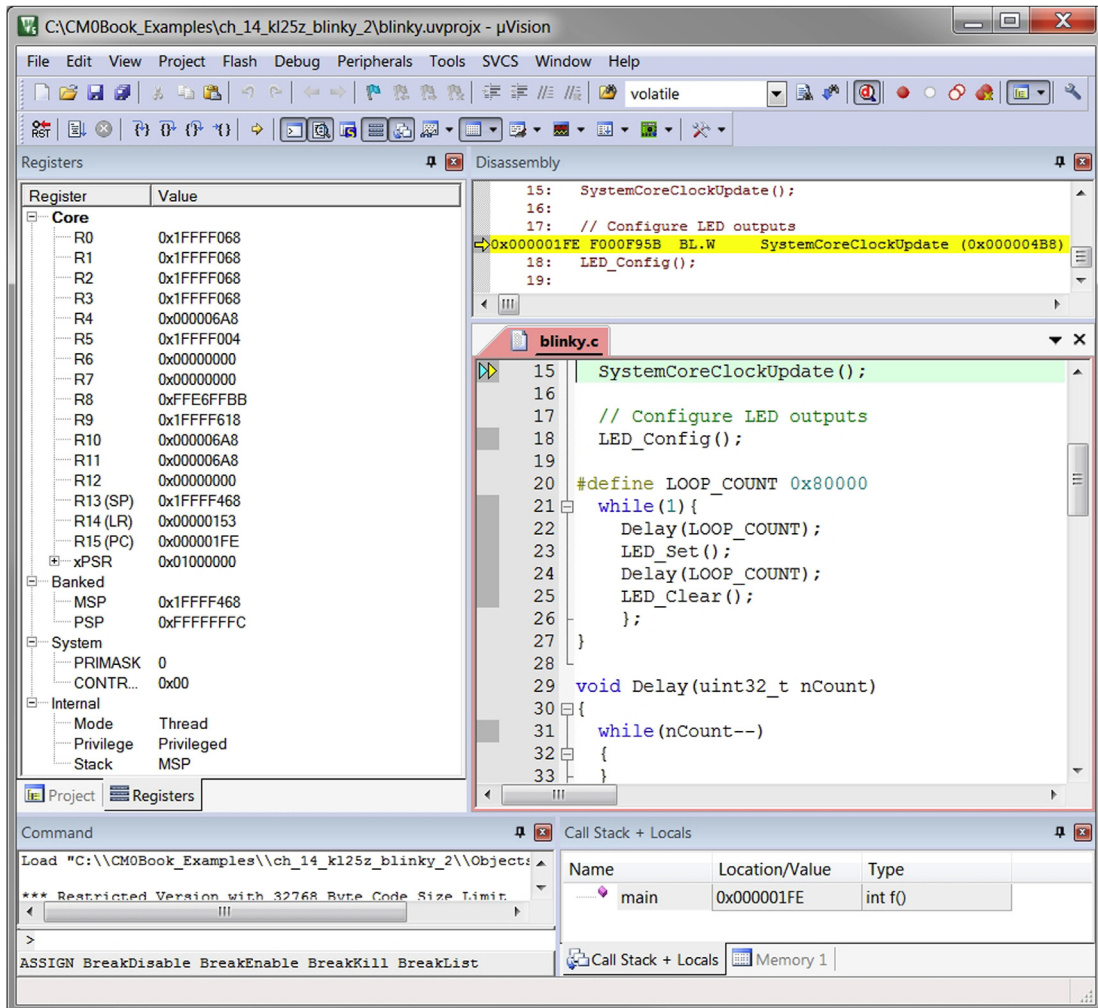 C:\CM0Book_Examples\ch_14_kl25z_blinky_2\blinky.uvprojx - µVision
File Edit View Project Flash Debug Peripherals Tools SVCS Window Help
volatile
RST
Registers
Register Value
Core
R0 0x1FFFF068
R1 0x1FFFF068
R2 0x1FFFF068
R3 0x1FFFF068
R4 0x000006A8
R5 0x1FFFF004
R6 0x00000000
R7 0x00000000
R8 0xFFE6FFBB
R9 0x1FFFF618
R10 0x000006A8
R11 0x000006A8
R12 0x00000000
R13 (SP) 0x1FFFF468
R14 (LR) 0x00000153
R15 (PC) 0x000001FE
xPSR 0x01000000
Banked
MSP 0x1FFFF468
PSP 0xFFFFFFFC
System
PRIMASK 0
CONTR... 0x00
Internal
Mode Thread
Privilege Privileged
Stack MSP
Project Registers
Disassembly
15: SystemCoreClockUpdate();
16:
17: // Configure LED outputs
0x000001FE F000F95B BL.W SystemCoreClockUpdate (0x000004B8)
18: LED_Config();
19:
blinky.c
15 SystemCoreClockUpdate();
16
17 // Configure LED outputs
18 LED_Config();
19
20 #define LOOP_COUNT 0x80000
21 while(1){
22 Delay(LOOP_COUNT);
23 LED_Set();
24 Delay(LOOP_COUNT);
25 LED_Clear();
26 };
27 }
28
29 void Delay(uint32_t nCount)
30 {
31 while(nCount--)
32 {
33 }
Command
Load "C:\\CM0Book_Examples\\ch_14_kl25z_blinky_2\\Objects
*** Restricted Version with 32768 Byte Code Size Limit
>
ASSIGN BreakDisable BreakEnable BreakKill BreakList
Call Stack + Locals
Name Location/Value Type
main 0x000001FE int f()
Call Stack + Locals Memory 1